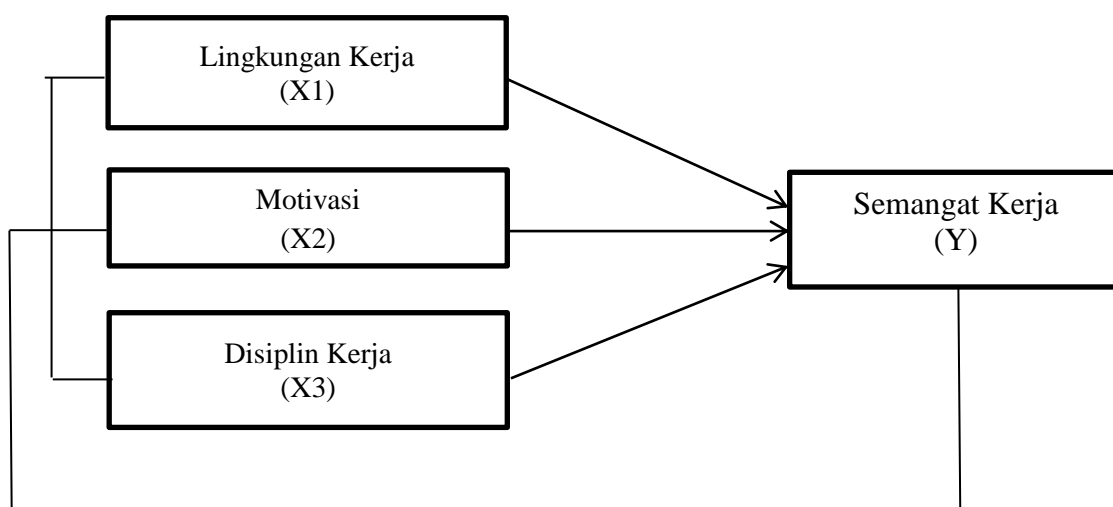 Lingkungan Kerja
(X1)
Motivasi
(X2)
Disiplin Kerja
(X3)
Semangat Kerja
(Y)